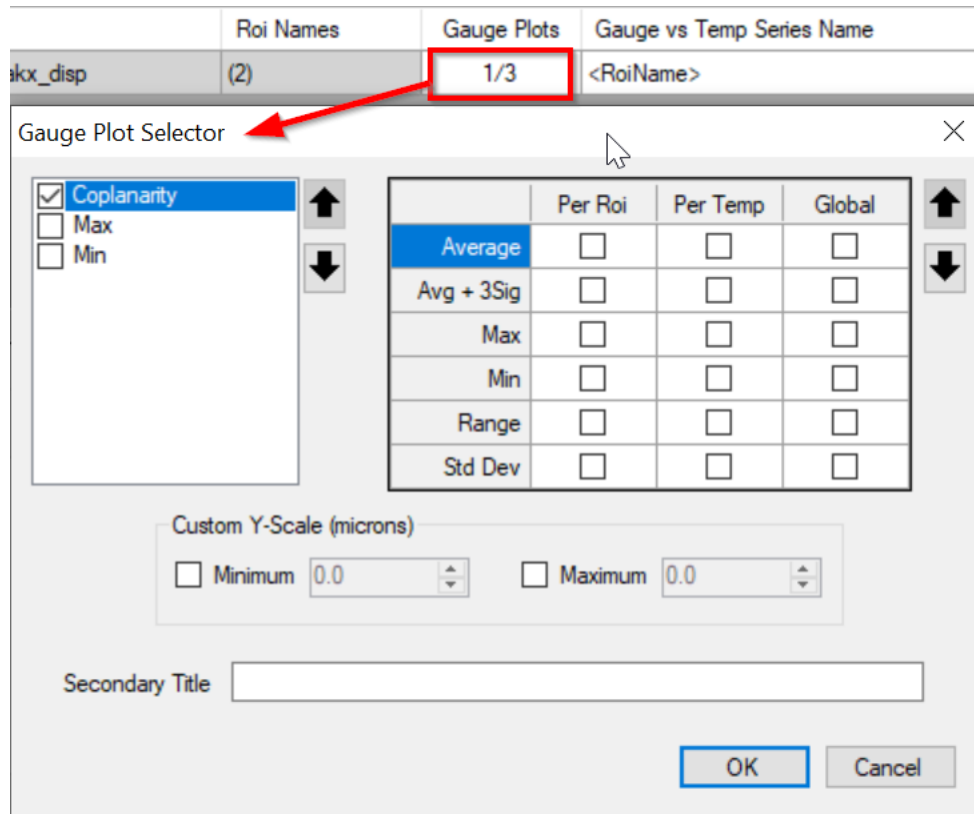 Roi Names Gauge Plots Gauge vs Temp Series Name
akx_disp (2) 1/3 <RoiName>
Gauge Plot Selector
Coplanarity
Max
Min
Per Roi Per Temp Global
Average
Avg + 3Sig
Max
Min
Range
Std Dev
Custom Y-Scale (microns)
Minimum 0.0 Maximum 0.0
Secondary Title
OK Cancel